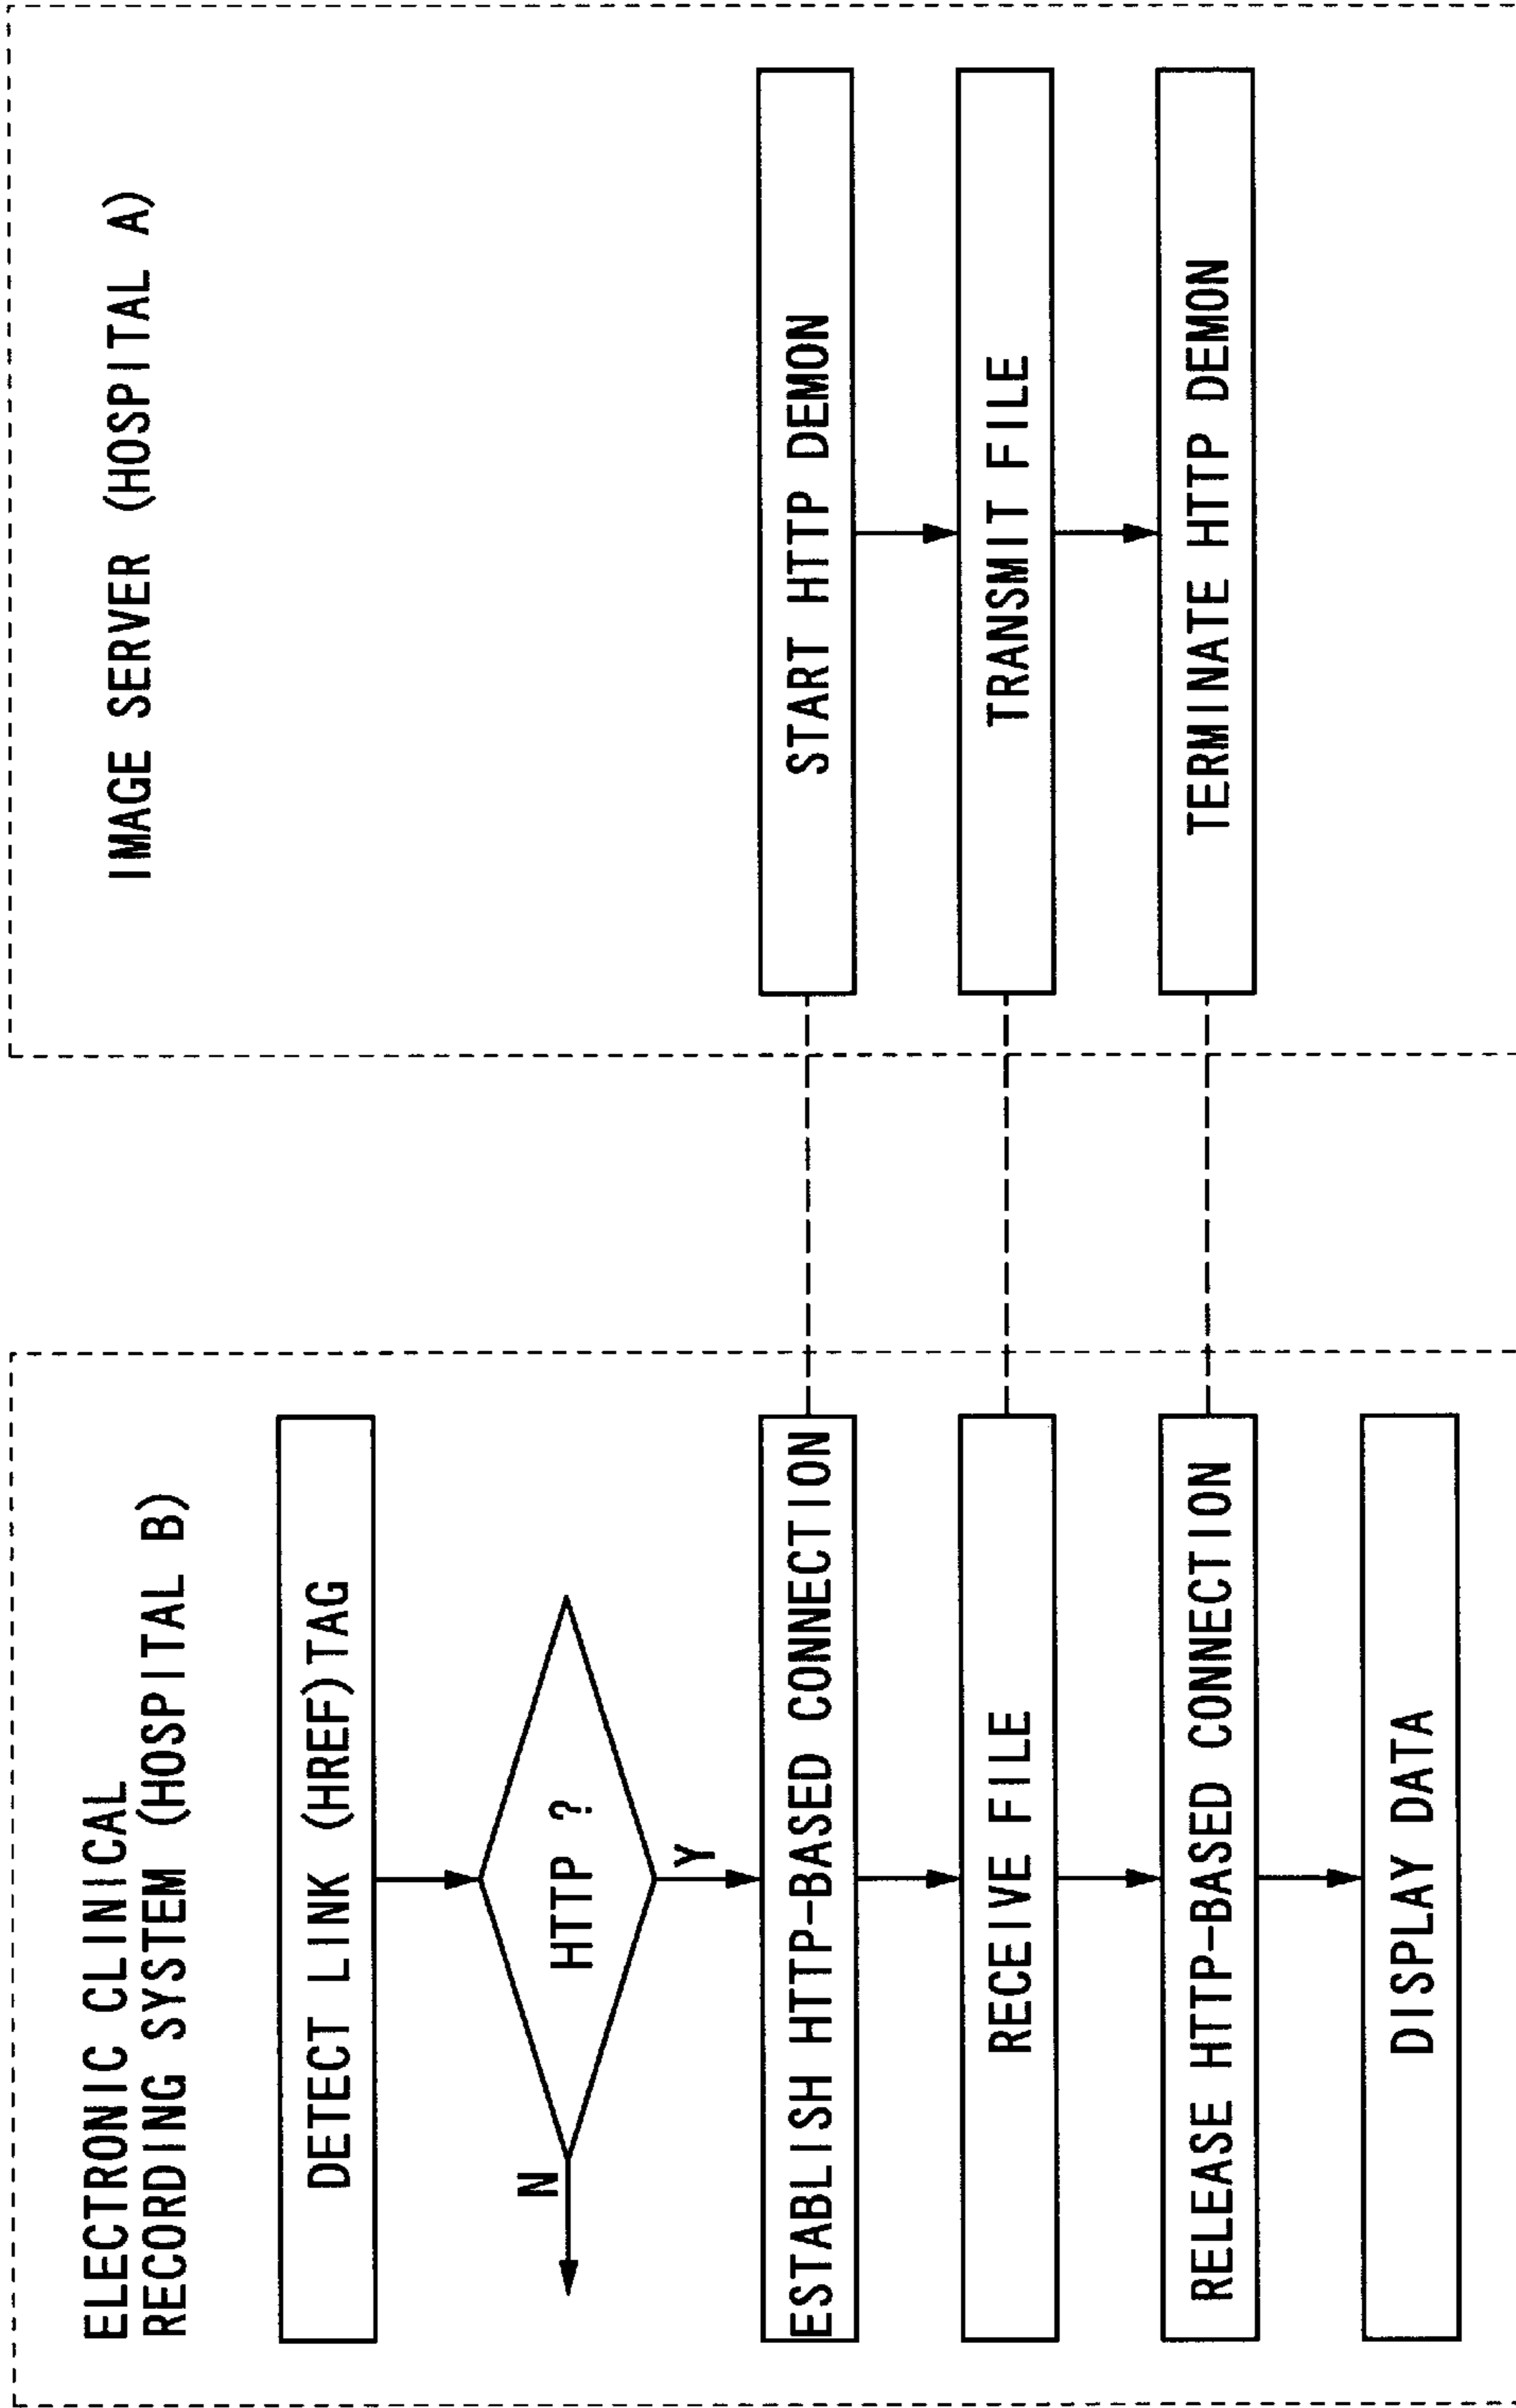 ELECTRONIC CLINICAL
RECORDING SYSTEM (HOSPITAL B)
DETECT LINK (HREF)TAG
HTTP ?
N
Y
ESTABLISH HTTP-BASED CONNECTION
RECEIVE FILE
RELEASE HTTP-BASED CONNECTION
DISPLAY DATA
IMAGE SERVER (HOSPITAL A)
START HTTP DEMON
TRANSMIT FILE
TERMINATE HTTP DEMON